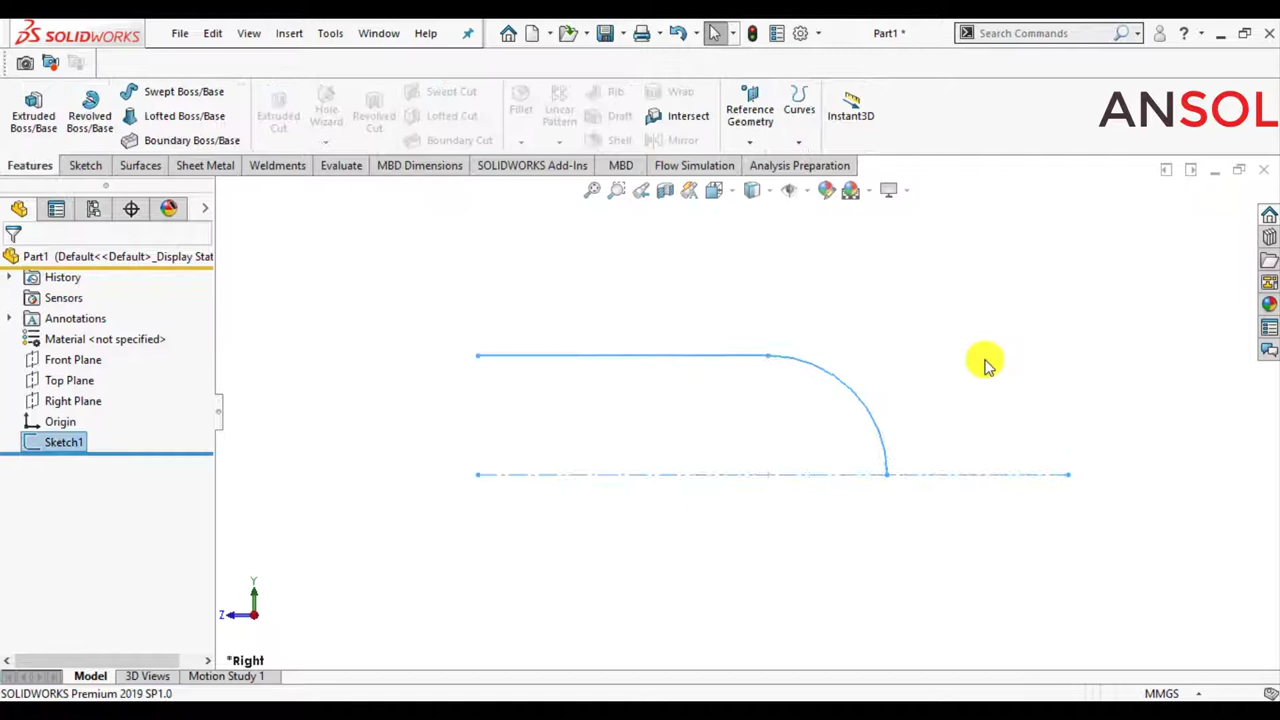 SOLIDWORKS
File
Edit
View
Insert
Tools
Window
Help
Part1 *
Search Commands
?
Extruded Boss/Base
Revolved Boss/Base
Swept Boss/Base
Lofted Boss/Base
Boundary Boss/Base
Extruded Cut
Hole Wizard
Revolved Cut
Swept Cut
Lofted Cut
Boundary Cut
Fillet
Linear Pattern
Rib
Draft
Shell
Wrap
Intersect
Mirror
Reference Geometry
Curves
Instant3D
ANSOL
Features
Sketch
Surfaces
Sheet Metal
Weldments
Evaluate
MBD Dimensions
SOLIDWORKS Add-Ins
MBD
Flow Simulation
Analysis Preparation
Part1 (Default<<Default>_Display Stat
History
Sensors
Annotations
Material <not specified>
Front Plane
Top Plane
Right Plane
Origin
Sketch1
Y
Z
*Right
Model
3D Views
Motion Study 1
SOLIDWORKS Premium 2019 SP1.0
MMGS